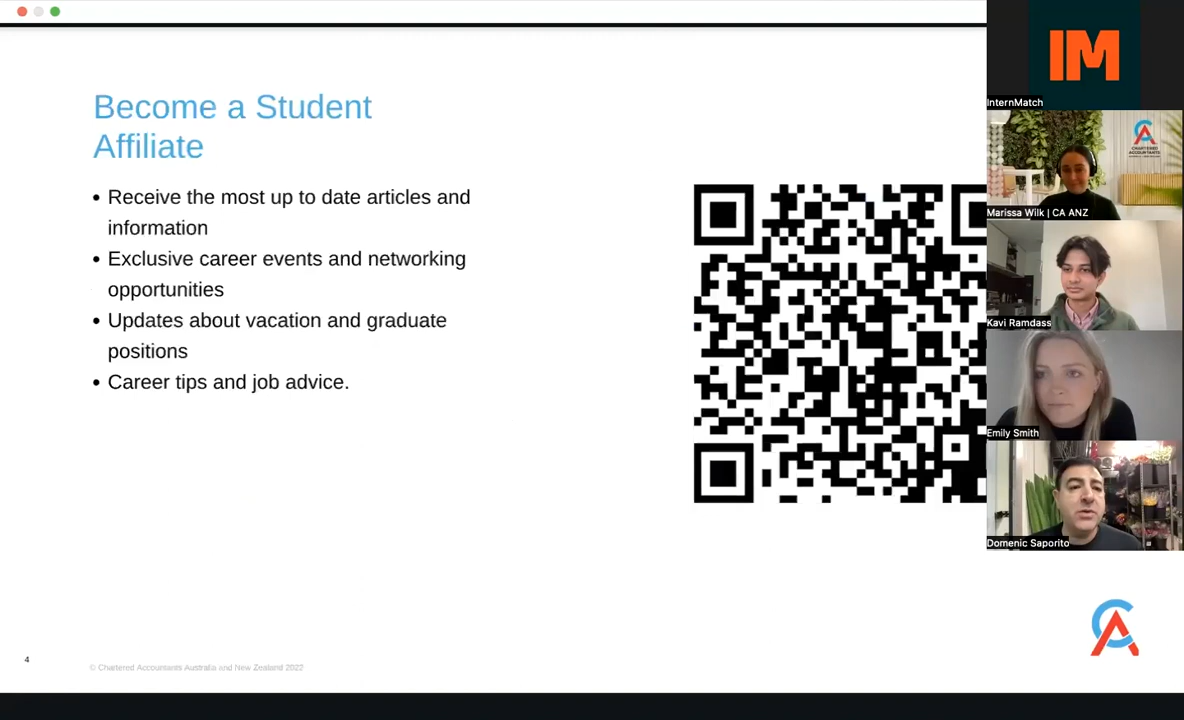 Become a Student
Affiliate
• Receive the most up to date articles and
information
• Exclusive career events and networking
opportunities
• Updates about vacation and graduate
positions
• Career tips and job advice.
4
© Chartered Accountants Australia and New Zealand 2022
IM
InternMatch
CHARTERED
ACCOUNTANTS
Marissa Wilk | CA ANZ
Kavi Ramdass
Emily Smith
Domenic Saporito